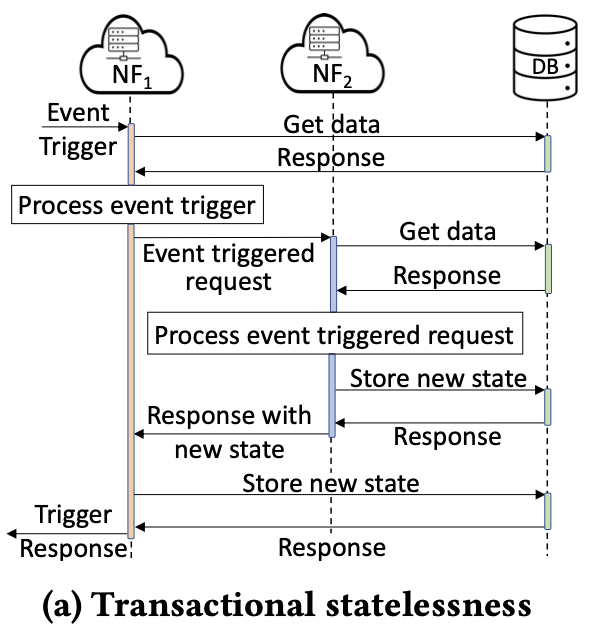 NF1
NF2
DB
Event
Trigger
Get data
Response
Process event trigger
Event triggered
request
Get data
Response
Process event triggered request
Store new state
Response with
new state
Response
Store new state
Trigger
Response
Response
(a) Transactional statelessness